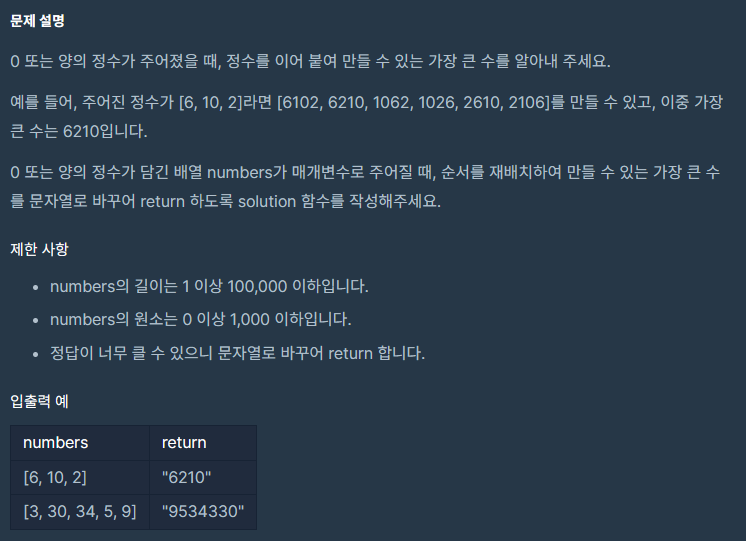 문제 설명
0 또는 양의 정수가 주어졌을 때, 정수를 이어 붙여 만들 수 있는 가장 큰 수를 알아내 주세요.
예를 들어, 주어진 정수가 [6, 10, 2]라면 [6102, 6210, 1062, 1026, 2610, 2106]를 만들 수 있고, 이중 가장
큰 수는 6210입니다.
0 또는 양의 정수가 담긴 배열 numbers가 매개변수로 주어질 때, 순서를 재배치하여 만들 수 있는 가장 큰 수
를 문자열로 바꾸어 return 하도록 solution 함수를 작성해주세요.
제한 사항
• numbers의 길이는 1 이상 100,000 이하입니다.
• numbers의 원소는 0 이상 1,000 이하입니다.
• 정답이 너무 클 수 있으니 문자열로 바꾸어 return 합니다.
입출력 예
numbers return
[6, 10, 2] "6210"
[3, 30, 34, 5, 9] "9534330"